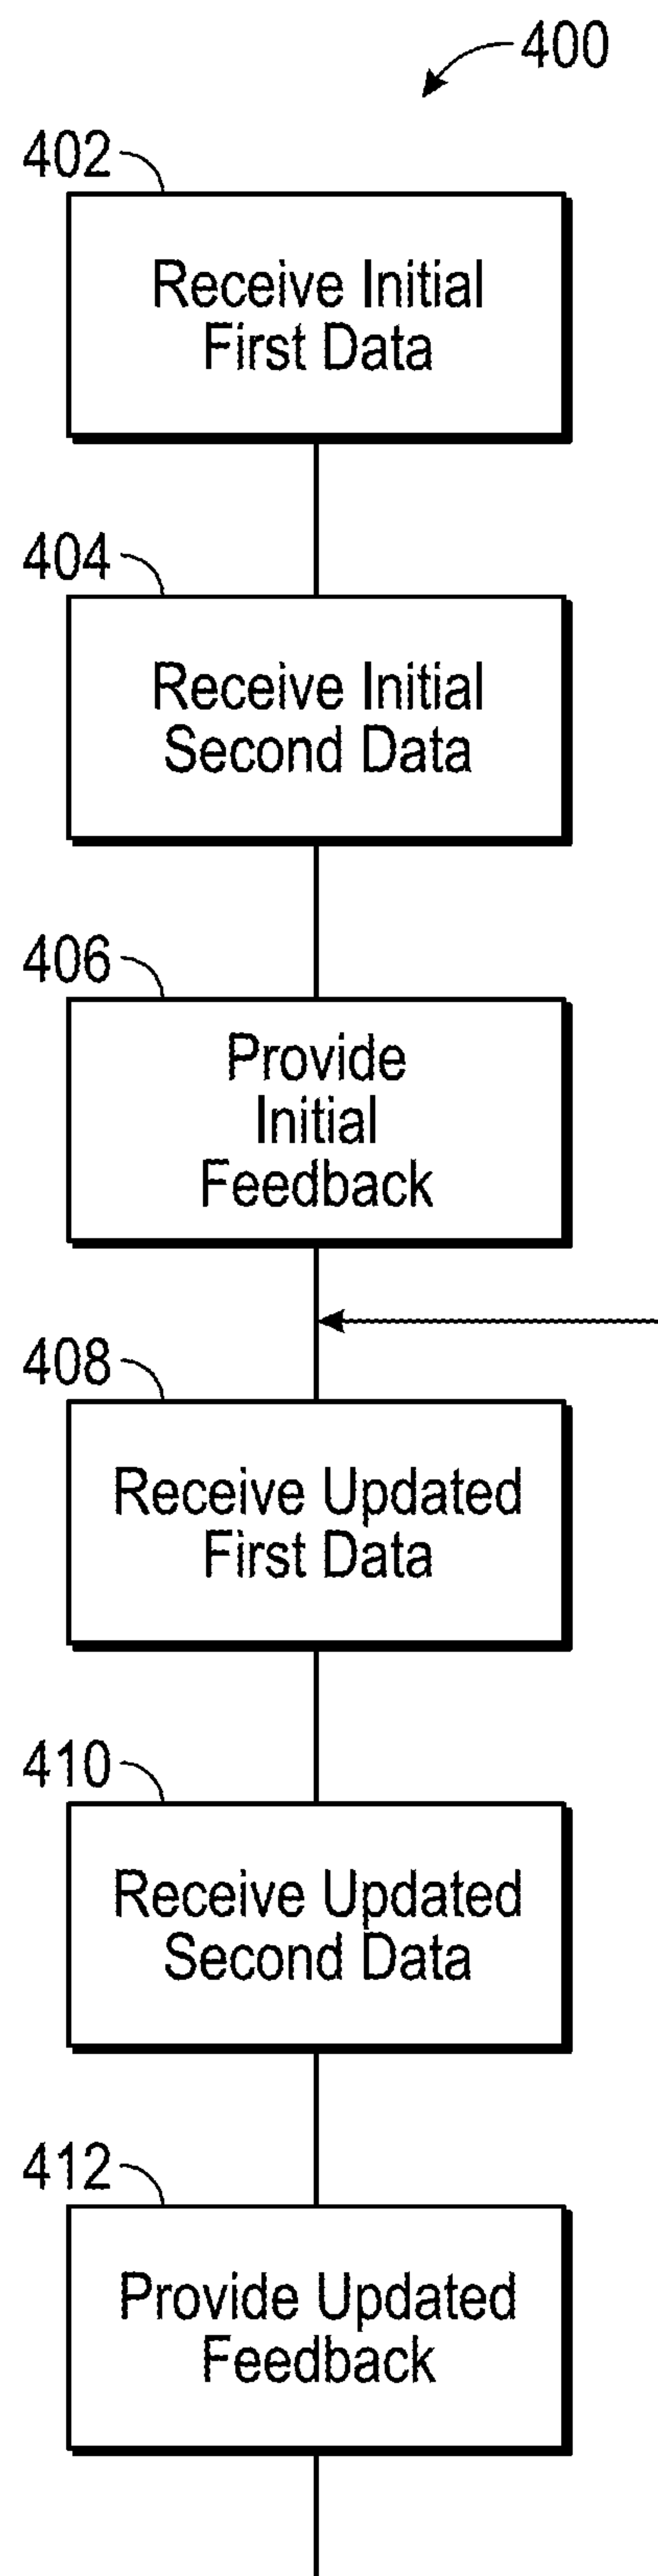 400
402
Receive Initial
First Data
404
Receive Initial
Second Data
406
Provide
Initial
Feedback
408
Receive Updated
First Data
410
Receive Updated
Second Data
412
Provide Updated
Feedback